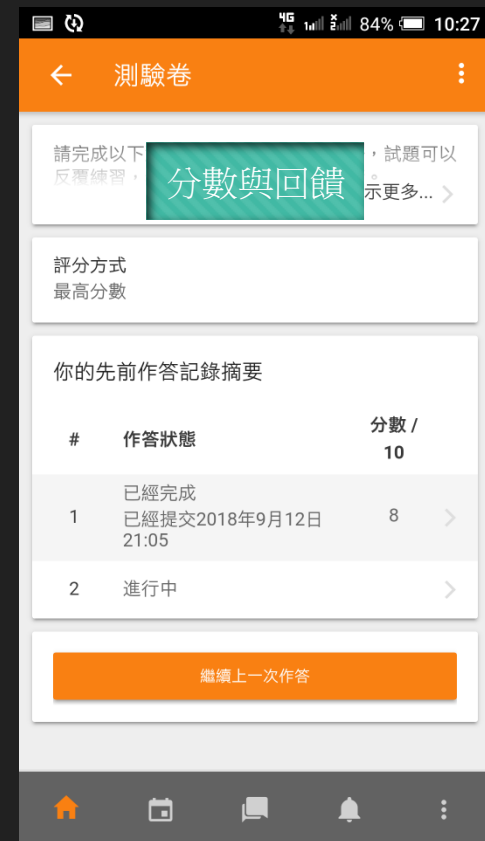 4G 84% 10:27
測驗卷
請完成以下 ，試題可以
反覆練習， 。
分數與回饋
示更多...
評分方式
最高分數
你的先前作答記錄摘要
# 作答狀態 分數 / 10
已經完成
1 已經提交2018年9月12日 8
21:05
2 進行中
繼續上一次作答